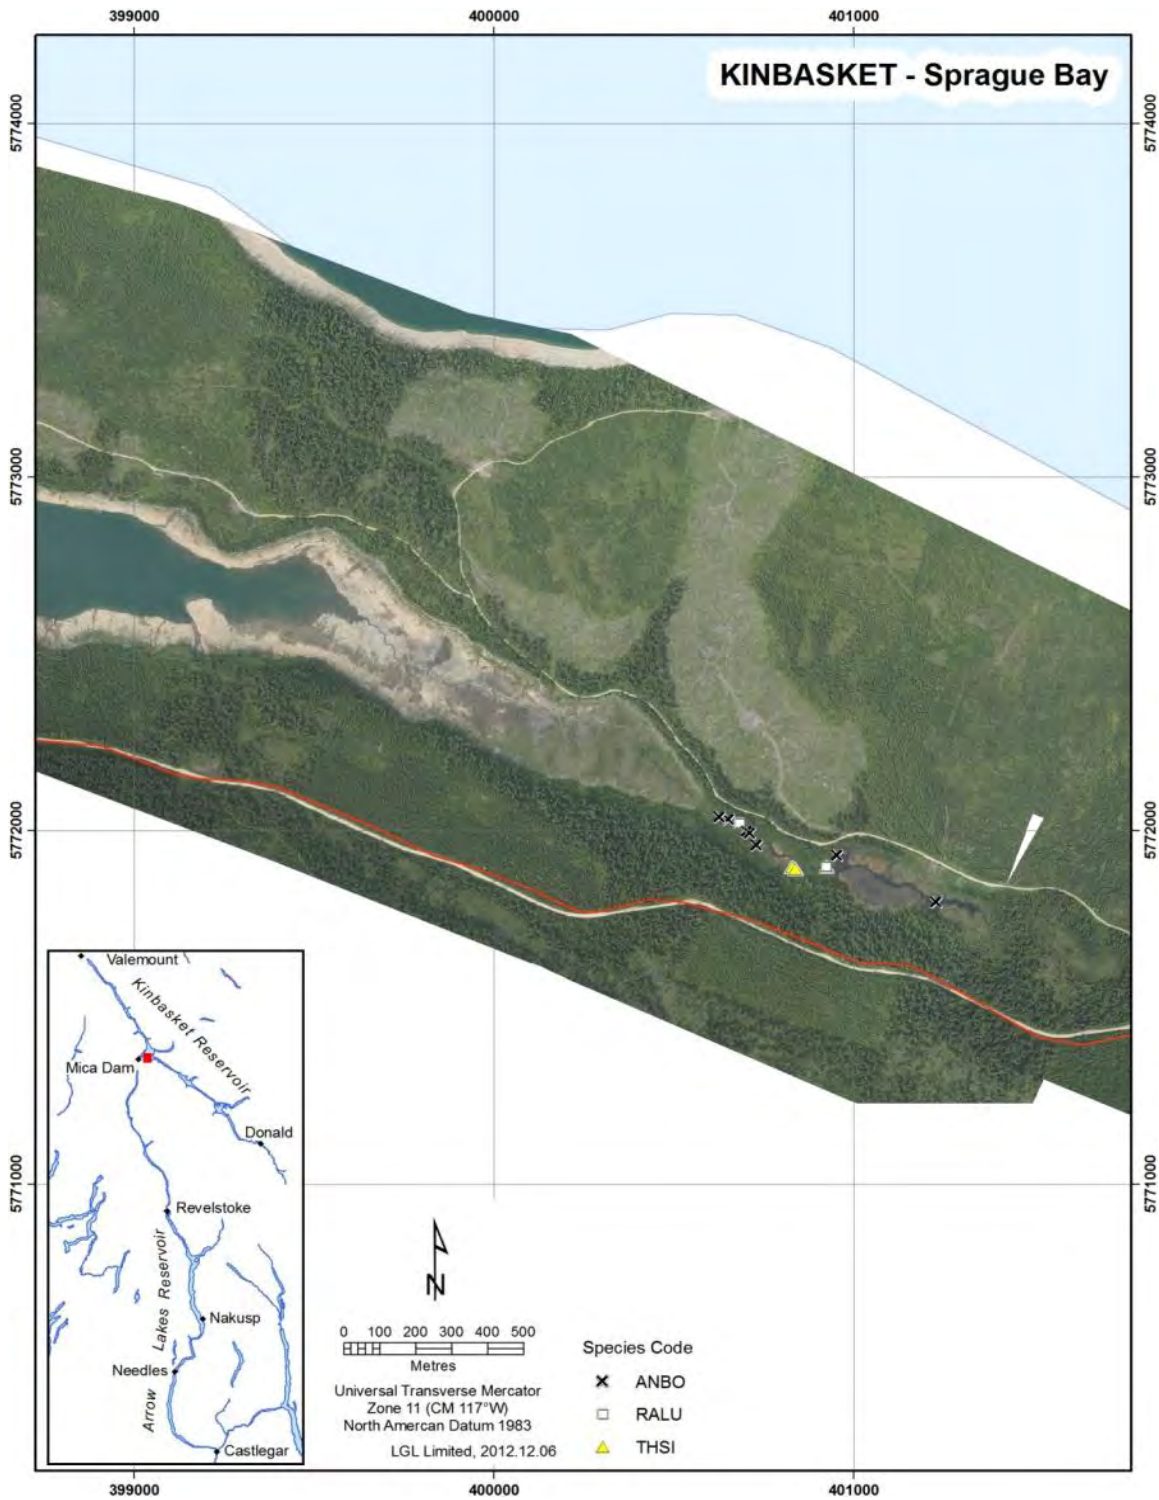 399000
400000
401000
KINBASKET - Sprague Bay
5774000
5774000
5773000
5773000
5772000
5772000
5771000
5771000
Valemount
Kinbasket Reservoir
Mica Dam
Donald
Revelstoke
Arrow Lakes Reservoir
Nakusp
Needles
Castlegar
N
0 100 200 300 400 500
Metres
Universal Transverse Mercator
Zone 11 (CM 117°W)
North Amercan Datum 1983
LGL Limited, 2012.12.06
Species Code
ANBO
RALU
THSI
399000
400000
401000